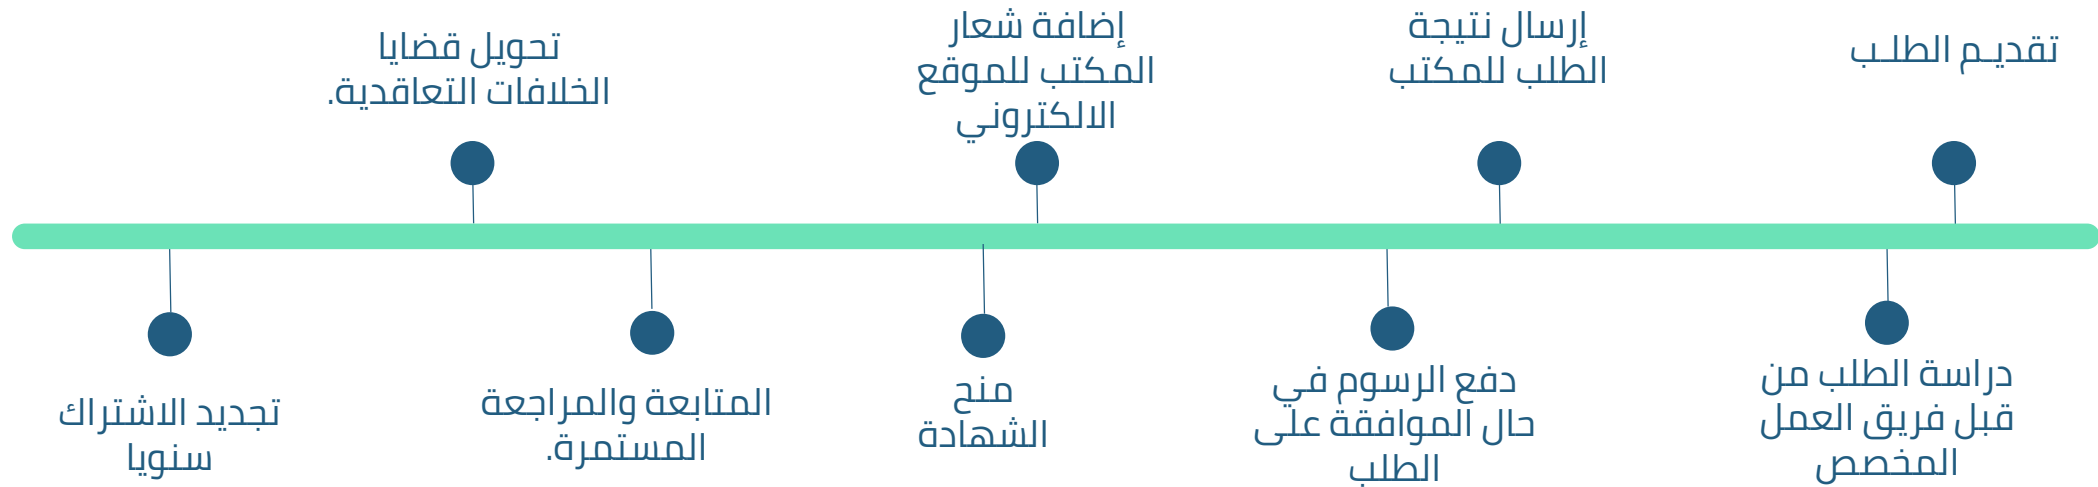 تقديم الطلب
دراسة الطلب من
قبل فريق العمل
المخصص
إرسال نتيجة
الطلب للمكتب
دفع الرسوم في
حال الموافقة على
الطلب
إضافة شعار
المكتب للموقع
الالكتروني
منح
الشهادة
المتابعة والمراجعة
المستمرة.
تحويل قضايا
الخلافات التعاقدية.
تجديد الاشتراك
سنويا